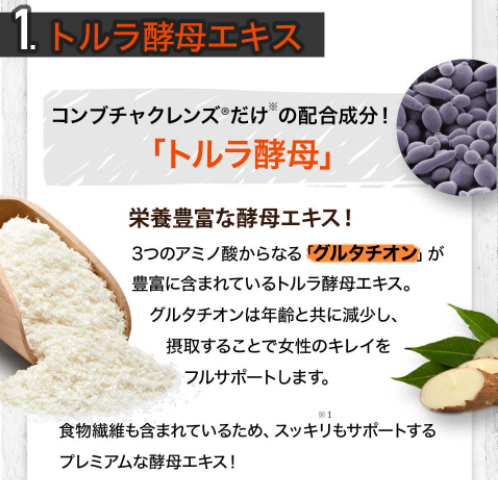 1. トルラ酵母エキス
コンブチャクレンズ®だけ※の配合成分！
「トルラ酵母」
栄養豊富な酵母エキス！
3つのアミノ酸からなる「グルタチオン」が
豊富に含まれているトルラ酵母エキス。
グルタチオンは年齢と共に減少し、
摂取することで女性のキレイを
フルサポートします。
※1
食物繊維も含まれているため、スッキリもサポートする
プレミアムな酵母エキス！